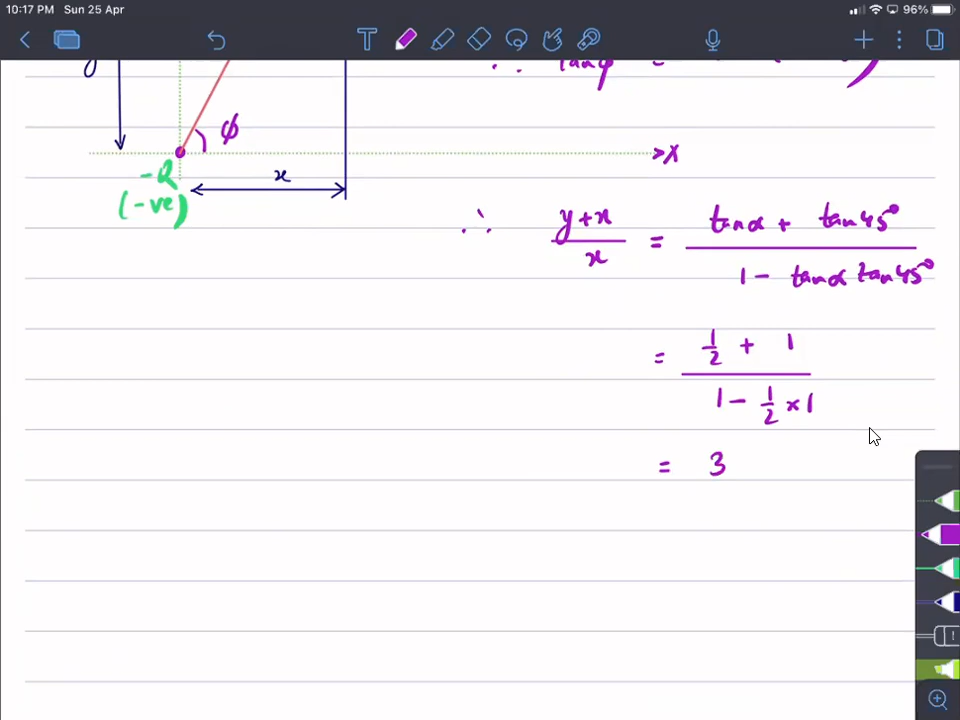 10:17 PM Sun 25 Apr
96%
T
ϕ
-Q
(-ve)
x
X
∴ (y+x)/x = (tanα + tan45°)/(1 - tanα tan45°)
= (1/2 + 1)/(1 - 1/2 × 1)
= 3